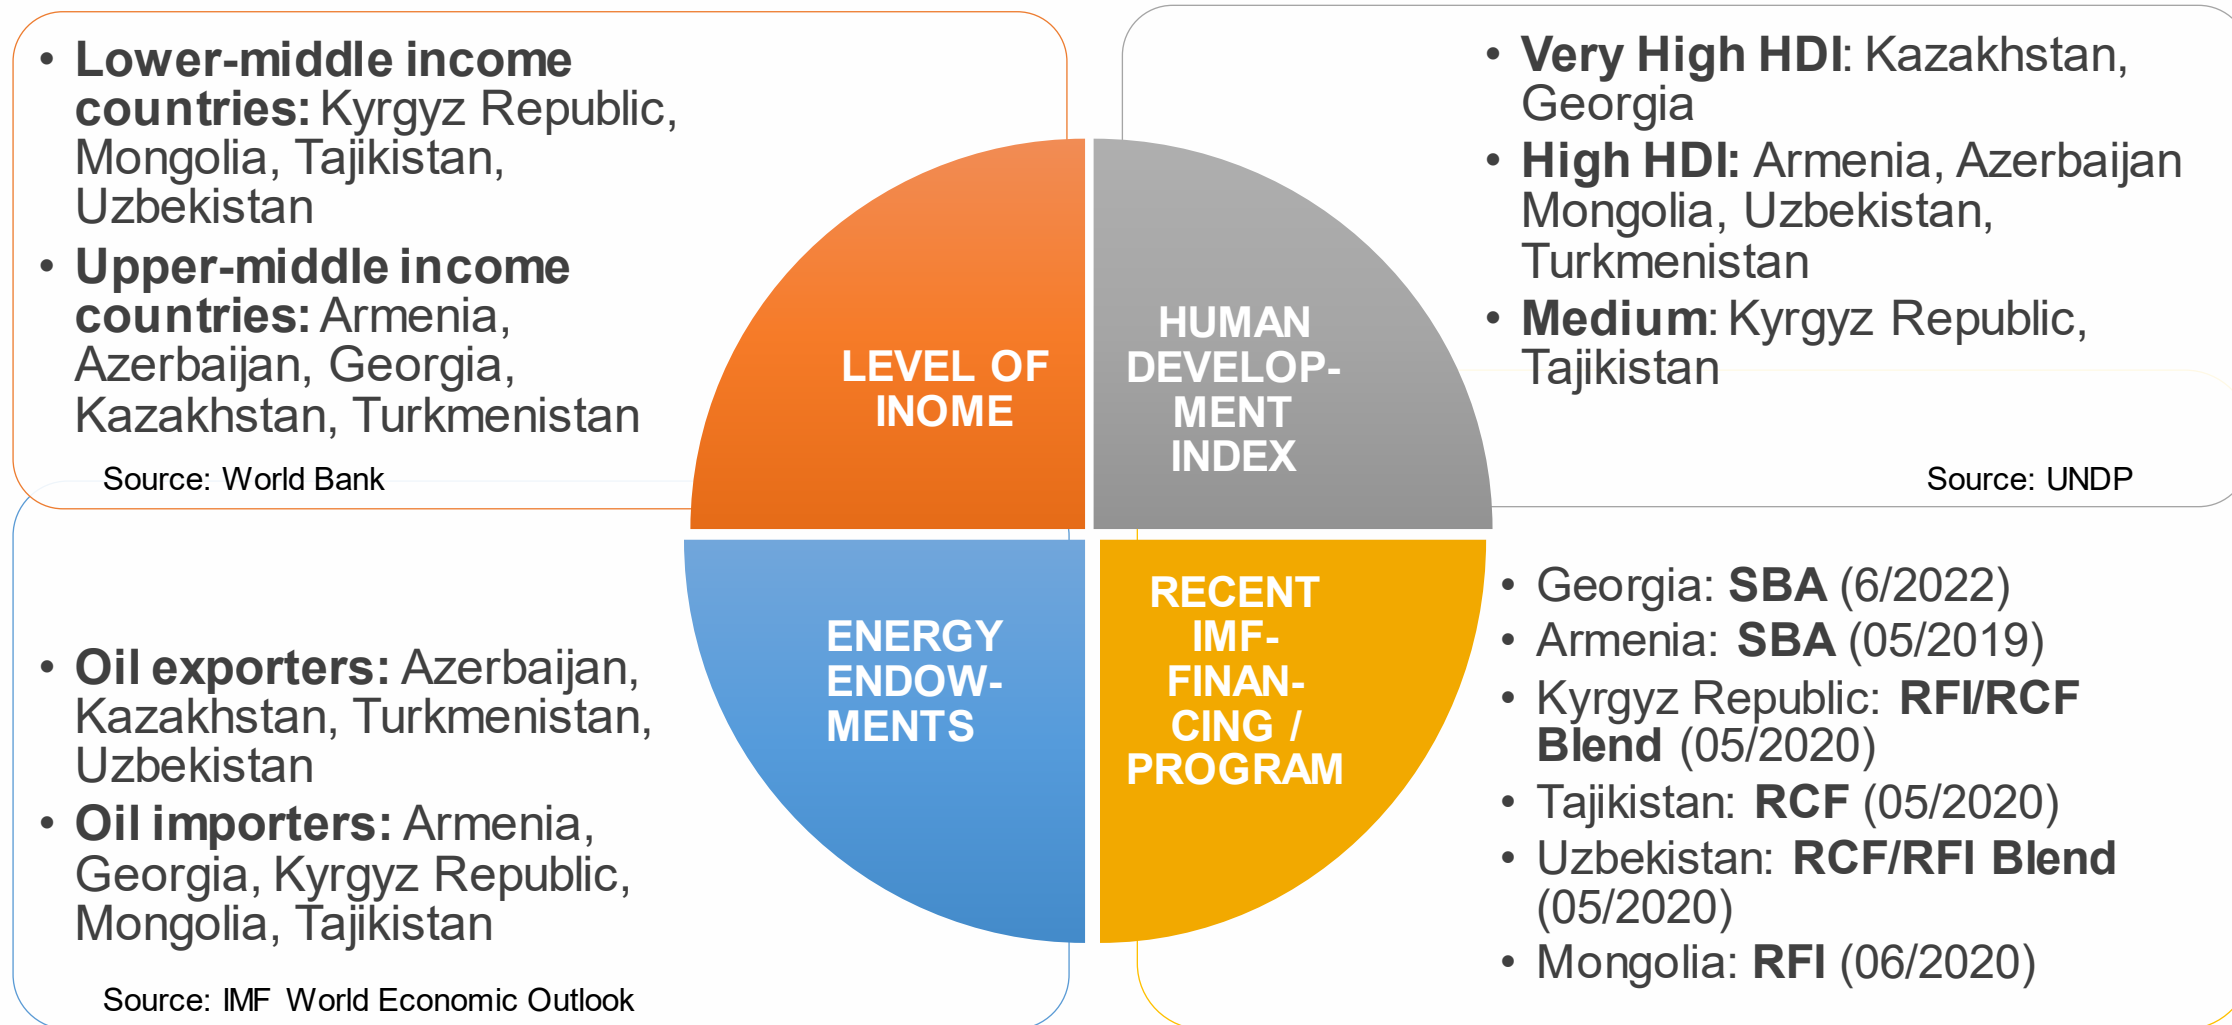 • Lower-middle income
countries: Kyrgyz Republic,
Mongolia, Tajikistan,
Uzbekistan
• Upper-middle income
countries: Armenia,
Azerbaijan, Georgia,
Kazakhstan, Turkmenistan
Source: World Bank
LEVEL OF
INOME
HUMAN
DEVELOP-
MENT
INDEX
• Very High HDI: Kazakhstan,
Georgia
• High HDI: Armenia, Azerbaijan
Mongolia, Uzbekistan,
Turkmenistan
• Medium: Kyrgyz Republic,
Tajikistan
Source: UNDP
• Oil exporters: Azerbaijan,
Kazakhstan, Turkmenistan,
Uzbekistan
• Oil importers: Armenia,
Georgia, Kyrgyz Republic,
Mongolia, Tajikistan
Source: IMF World Economic Outlook
ENERGY
ENDOW-
MENTS
RECENT
IMF-
FINAN-
CING /
PROGRAM
• Georgia: SBA (6/2022)
• Armenia: SBA (05/2019)
• Kyrgyz Republic: RFI/RCF
Blend (05/2020)
• Tajikistan: RCF (05/2020)
• Uzbekistan: RCF/RFI Blend
(05/2020)
• Mongolia: RFI (06/2020)